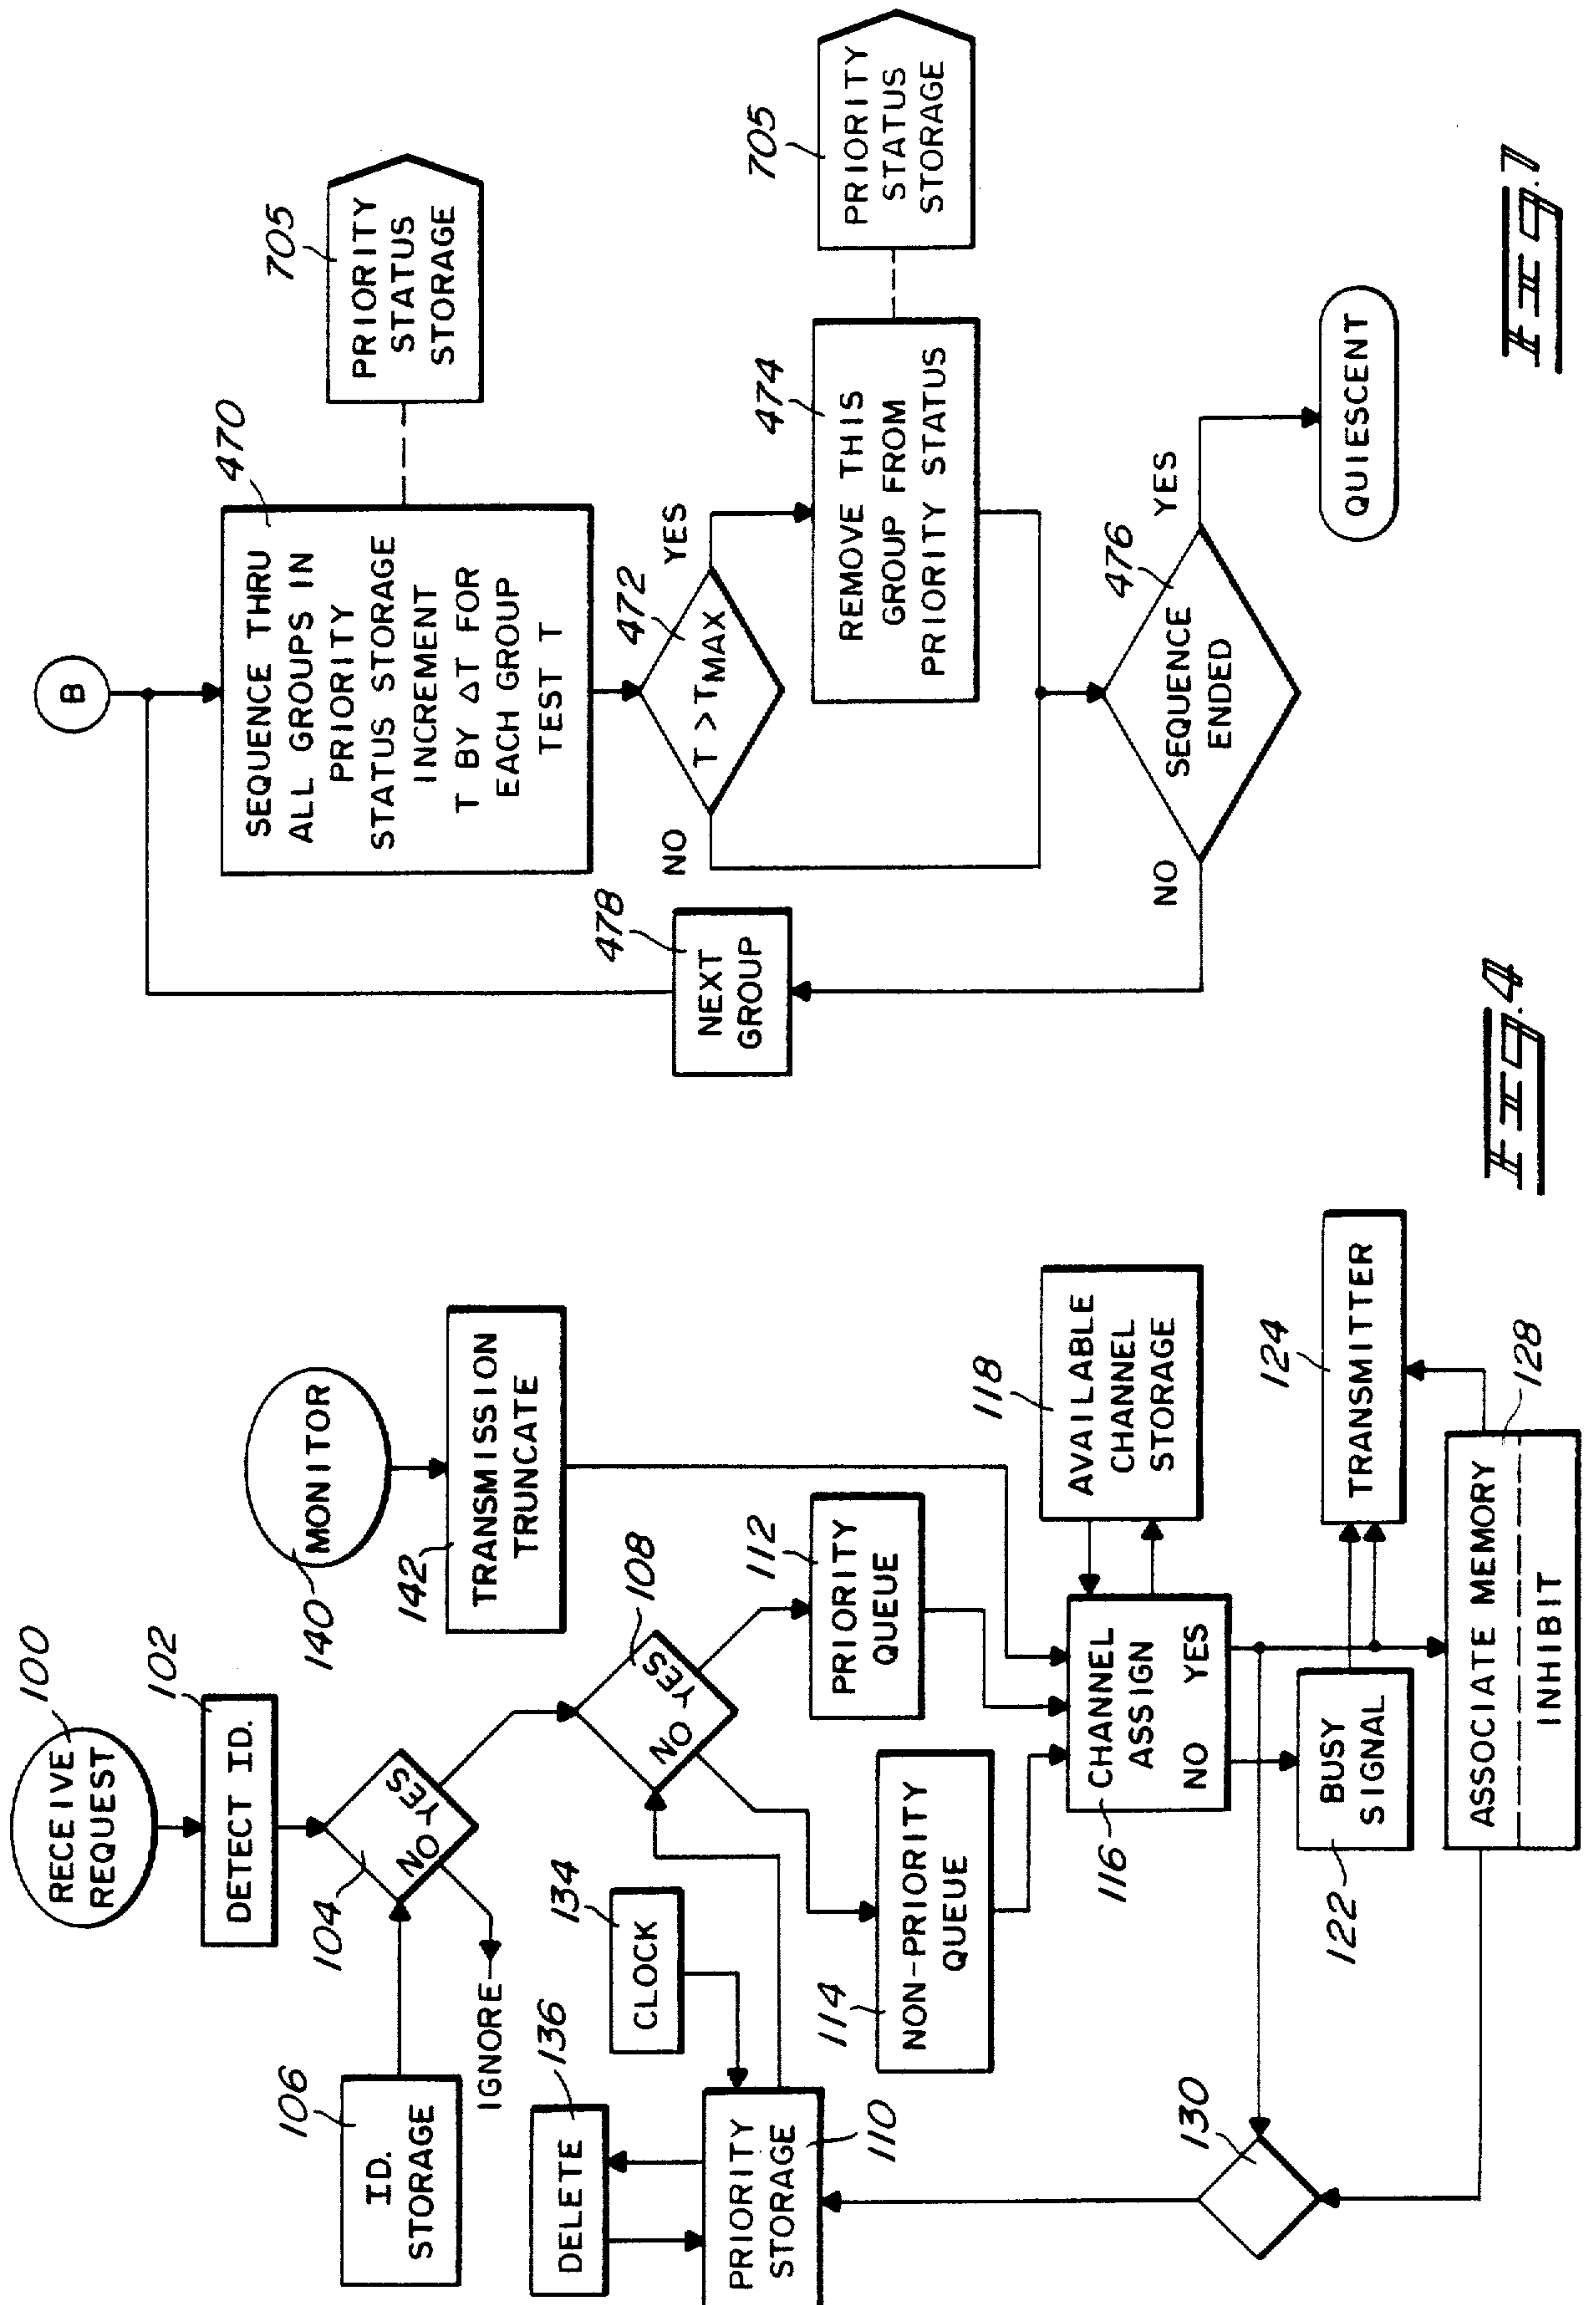 100
RECEIVE
REQUEST
102
DETECT ID.
104
NO
YES
106
ID.
STORAGE
IGNORE
140
MONITOR
142
TRANSMISSION
TRUNCATE
108
NO
YES
134
CLOCK
136
DELETE
PRIORITY
STORAGE
110
112
PRIORITY
QUEUE
114
NON-PRIORITY
QUEUE
116
CHANNEL
ASSIGN
NO YES
118
AVAILABLE
CHANNEL
STORAGE
122
BUSY
SIGNAL
124
TRANSMITTER
128
ASSOCIATE MEMORY
INHIBIT
130
Fig. 4
B
470
SEQUENCE THRU
ALL GROUPS IN
PRIORITY
STATUS STORAGE
INCREMENT
T BY ΔT FOR
EACH GROUP
TEST T
705
PRIORITY
STATUS
STORAGE
472
T > TMAX
NO
YES
474
REMOVE THIS
GROUP FROM
PRIORITY STATUS
705
PRIORITY
STATUS
STORAGE
478
NEXT
GROUP
476
SEQUENCE
ENDED
NO
YES
QUIESCENT
Fig. 7